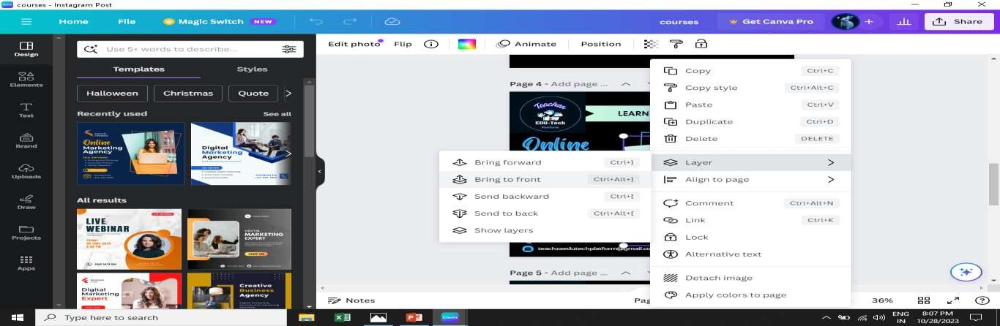 courses - Instagram Post
Home File Magic Switch NEW courses Get Canva Pro Share
Design
Elements
Text
Brand
Uploads
Draw
Projects
Apps
Use 5+ words to describe...
Templates Styles
Halloween Christmas Quote
Recently used See all
Online
Marketing
Agency
Our Services
Digital
Marketing
Agency
All results
LIVE
WEBINAR
DIGITAL
MARKETING
EXPERT
VISIT US
Digital
Marketing
Expert
Creative
Business
Agency
Edit photo Flip Animate Position
Page 4 - Add page ...
Teachza
EDU-Tech
Platform
LEARN
Online
teachzaedutechplatform@gmail.co
Page 5 - Add page ...
Bring forward Ctrl+]
Bring to front Ctrl+Alt+]
Send backward Ctrl+[
Send to back Ctrl+Alt+[
Show layers
Copy Ctrl+C
Copy style Ctrl+Alt+C
Paste Ctrl+V
Duplicate Ctrl+D
Delete DELETE
Layer
Align to page
Comment Ctrl+Alt+N
Link Ctrl+K
Lock
Alternative text
Detach image
Apply colors to page
Notes Pag 36%
Type here to search
ENG
IN
8:07 PM
10/28/2023